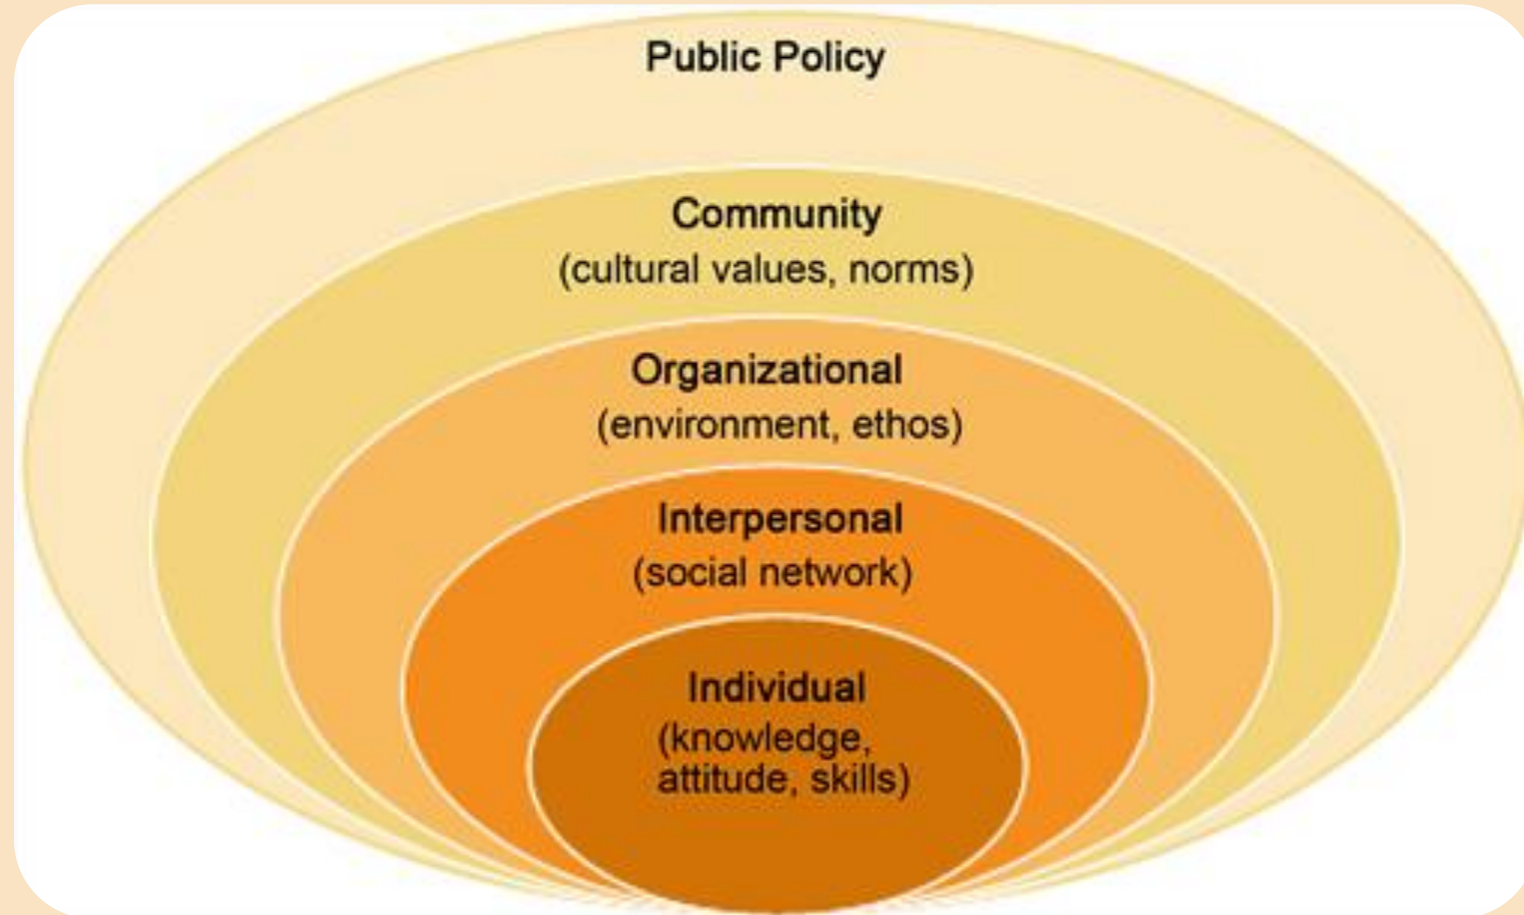 Public Policy
Community
(cultural values, norms)
Organizational
(environment, ethos)
Interpersonal
(social network)
Individual
(knowledge,
attitude, skills)